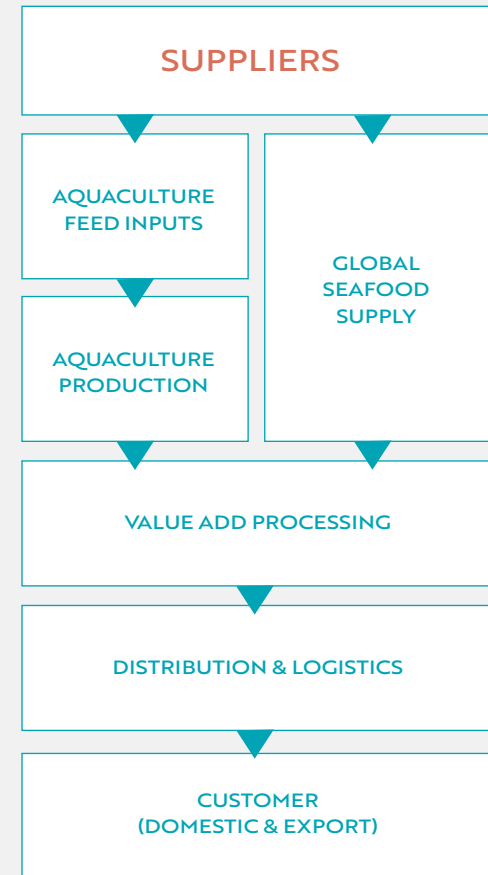 SUPPLIERS
AQUACULTURE
FEED INPUTS
GLOBAL
SEAFOOD
SUPPLY
AQUACULTURE
PRODUCTION
VALUE ADD PROCESSING
DISTRIBUTION & LOGISTICS
CUSTOMER
(DOMESTIC & EXPORT)